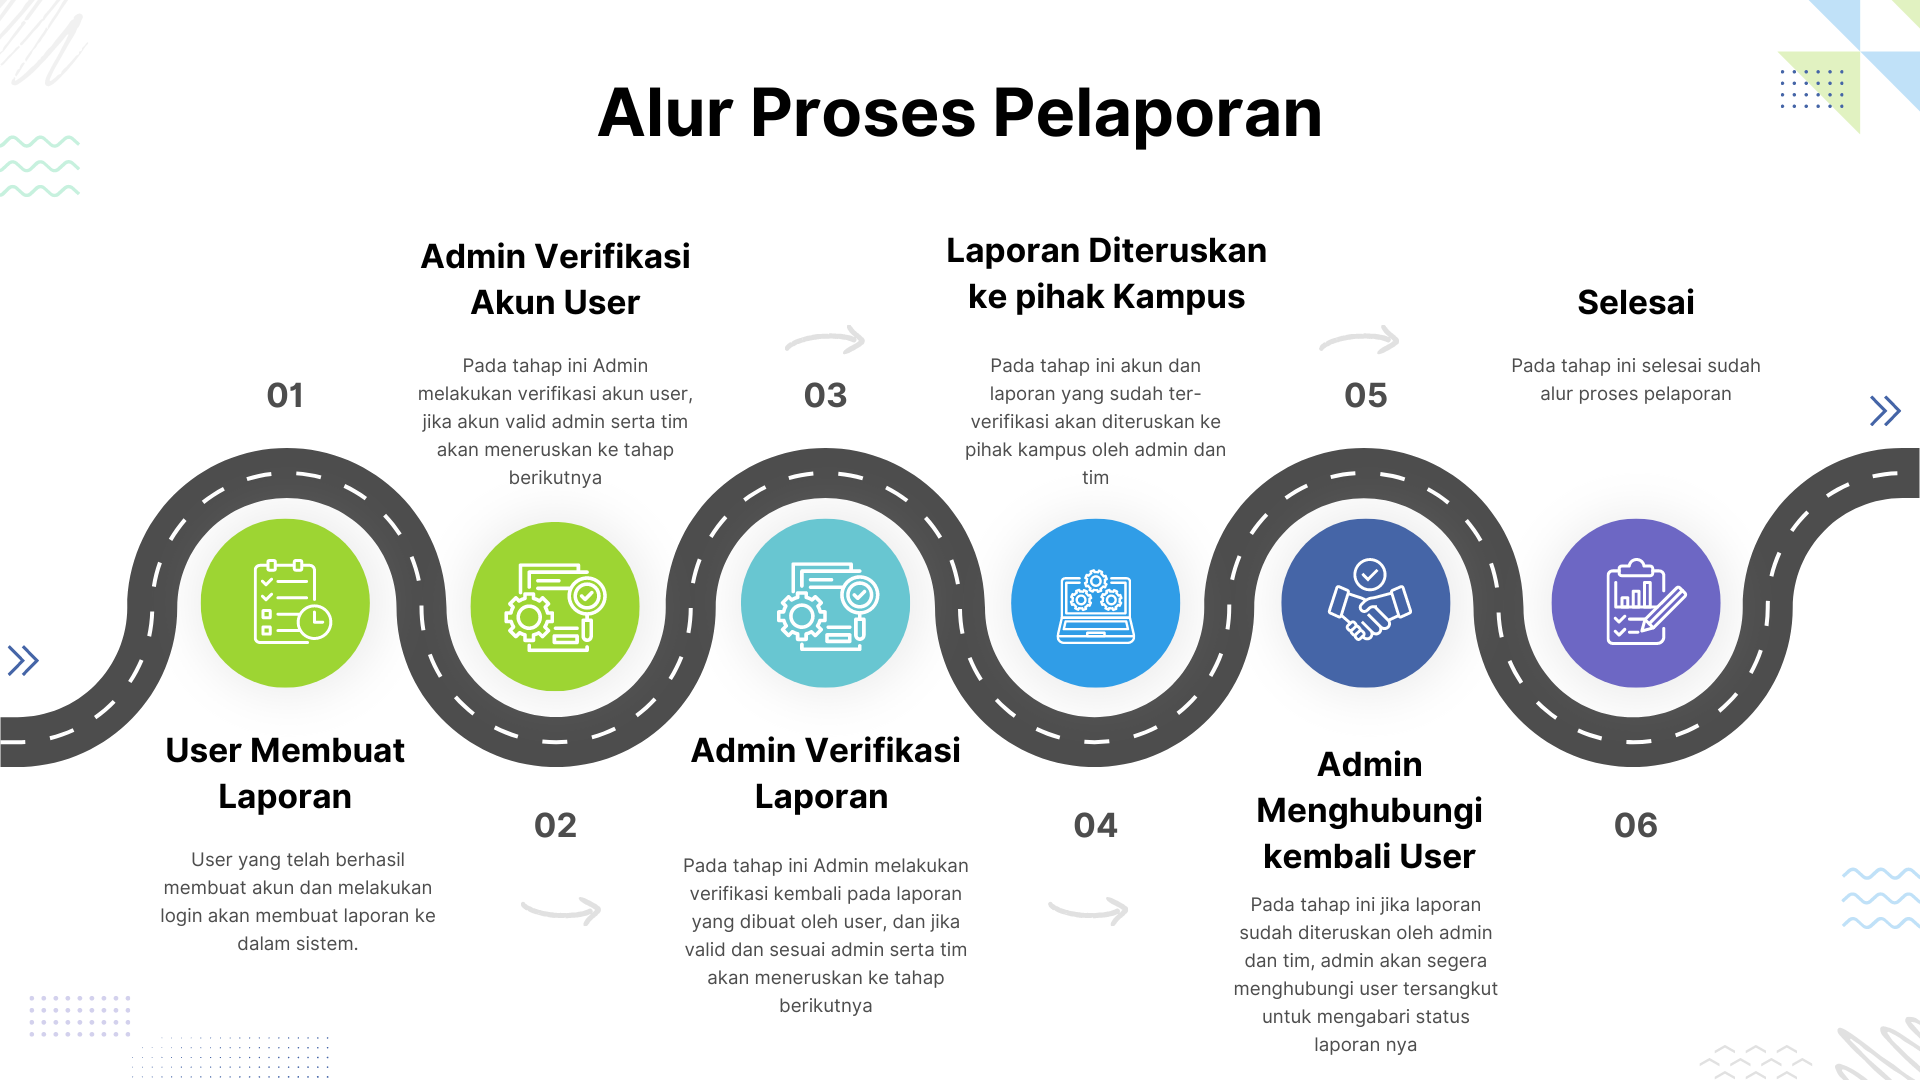 Alur Proses Pelaporan
01
User Membuat
Laporan
User yang telah berhasil
membuat akun dan melakukan
login akan membuat laporan ke
dalam sistem.
Admin Verifikasi
Akun User
Pada tahap ini Admin
melakukan verifikasi akun user,
jika akun valid admin serta tim
akan meneruskan ke tahap
berikutnya
02
03
Admin Verifikasi
Laporan
Pada tahap ini Admin melakukan
verifikasi kembali pada laporan
yang dibuat oleh user, dan jika
valid dan sesuai admin serta tim
akan meneruskan ke tahap
berikutnya
Laporan Diteruskan
ke pihak Kampus
Pada tahap ini akun dan
laporan yang sudah ter-
verifikasi akan diteruskan ke
pihak kampus oleh admin dan
tim
04
05
Admin
Menghubungi
kembali User
Pada tahap ini jika laporan
sudah diteruskan oleh admin
dan tim, admin akan segera
menghubungi user tersangkut
untuk mengabari status
laporan nya
Selesai
Pada tahap ini selesai sudah
alur proses pelaporan
06